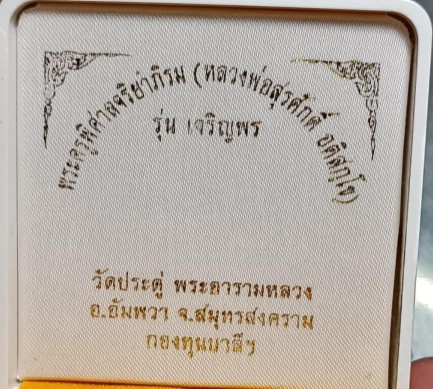 พระครูพิศาลจริยาภิรม (หลวงพ่อสุรศักดิ์ อติสกฺโข)
รุ่น เจริญพร
วัดประดู่ พระอารามหลวง
อ.อัมพวา จ.สมุทรสงคราม
กองทุนบาลีฯ